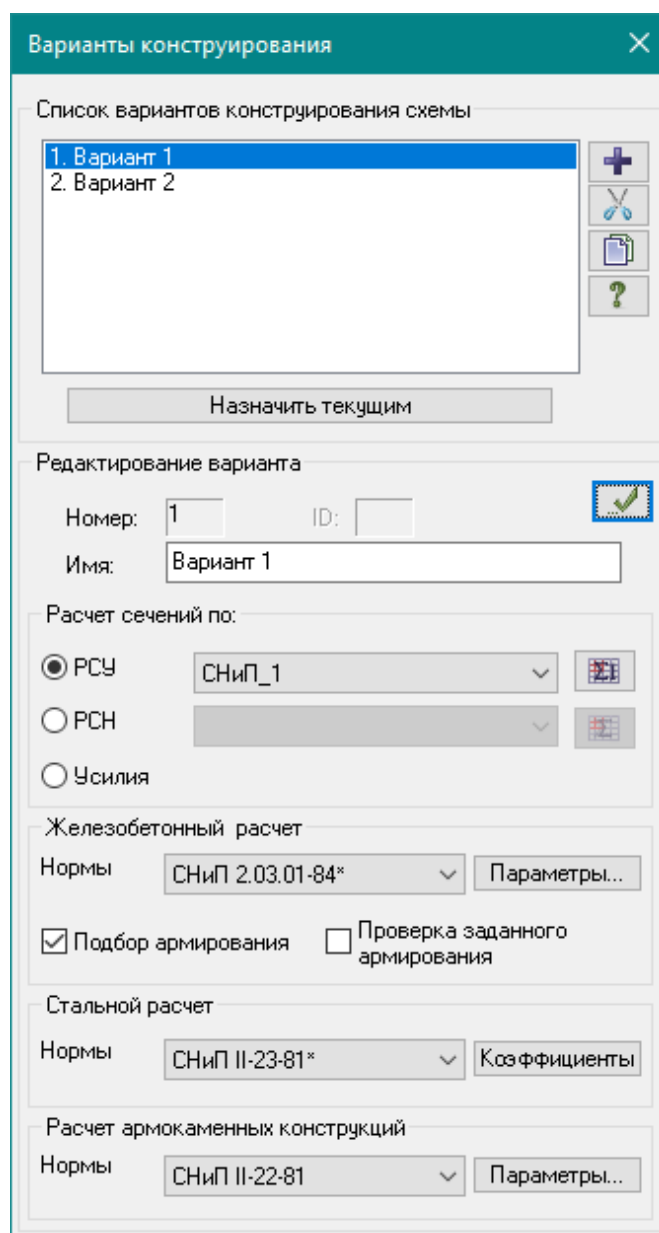 Варианты конструирования
Список вариантов конструирования схемы
1. Вариант 1
2. Вариант 2
Назначить текущим
Редактирование варианта
Номер: 1 ID:
Имя: Вариант 1
Расчет сечений по:
РСУ СНиП_1
РСН
Усилия
Железобетонный расчет
Нормы СНиП 2.03.01-84* Параметры...
Подбор армирования Проверка заданного
армирования
Стальной расчет
Нормы СНиП II-23-81* Коэффициенты
Расчет армокаменных конструкций
Нормы СНиП II-22-81 Параметры...